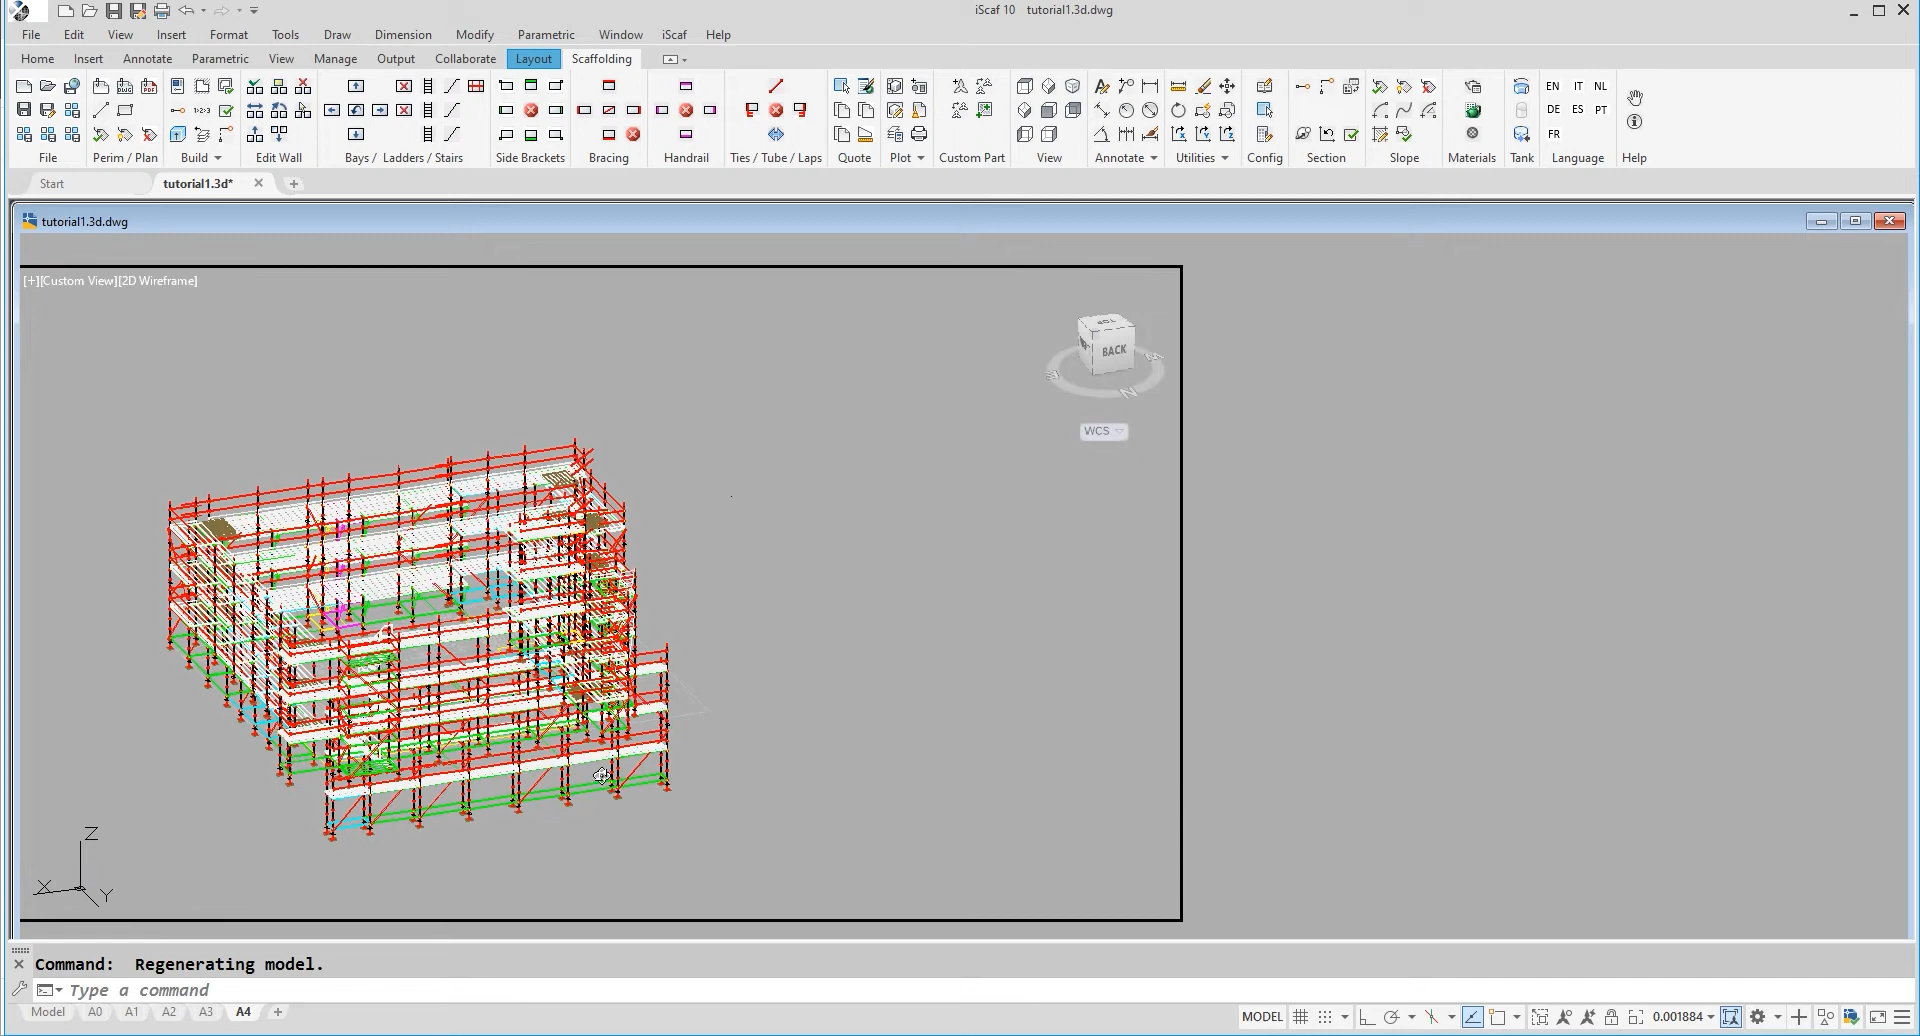 iScaf 10 tutorial1.3d.dwg
File Edit View Insert Format Tools Draw Dimension Modify Parametric Window iScaf Help
Home Insert Annotate Parametric View Manage Output Collaborate Layout Scaffolding
EN IT NL
1-2-3
DE ES PT
FR
File Perim / Plan Build Edit Wall Bays / Ladders / Stairs Side Brackets Bracing Handrail Ties / Tube / Laps Quote Plot Custom Part View Annotate Utilities Config Section Slope Materials Tank Language Help
Start tutorial1.3d*
tutorial1.3d.dwg
[+][Custom View][2D Wireframe]
TOP
BACK
W
N
WCS
Z
X
Y
Command: Regenerating model.
Type a command
Model A0 A1 A2 A3 A4 +
MODEL 0.001884